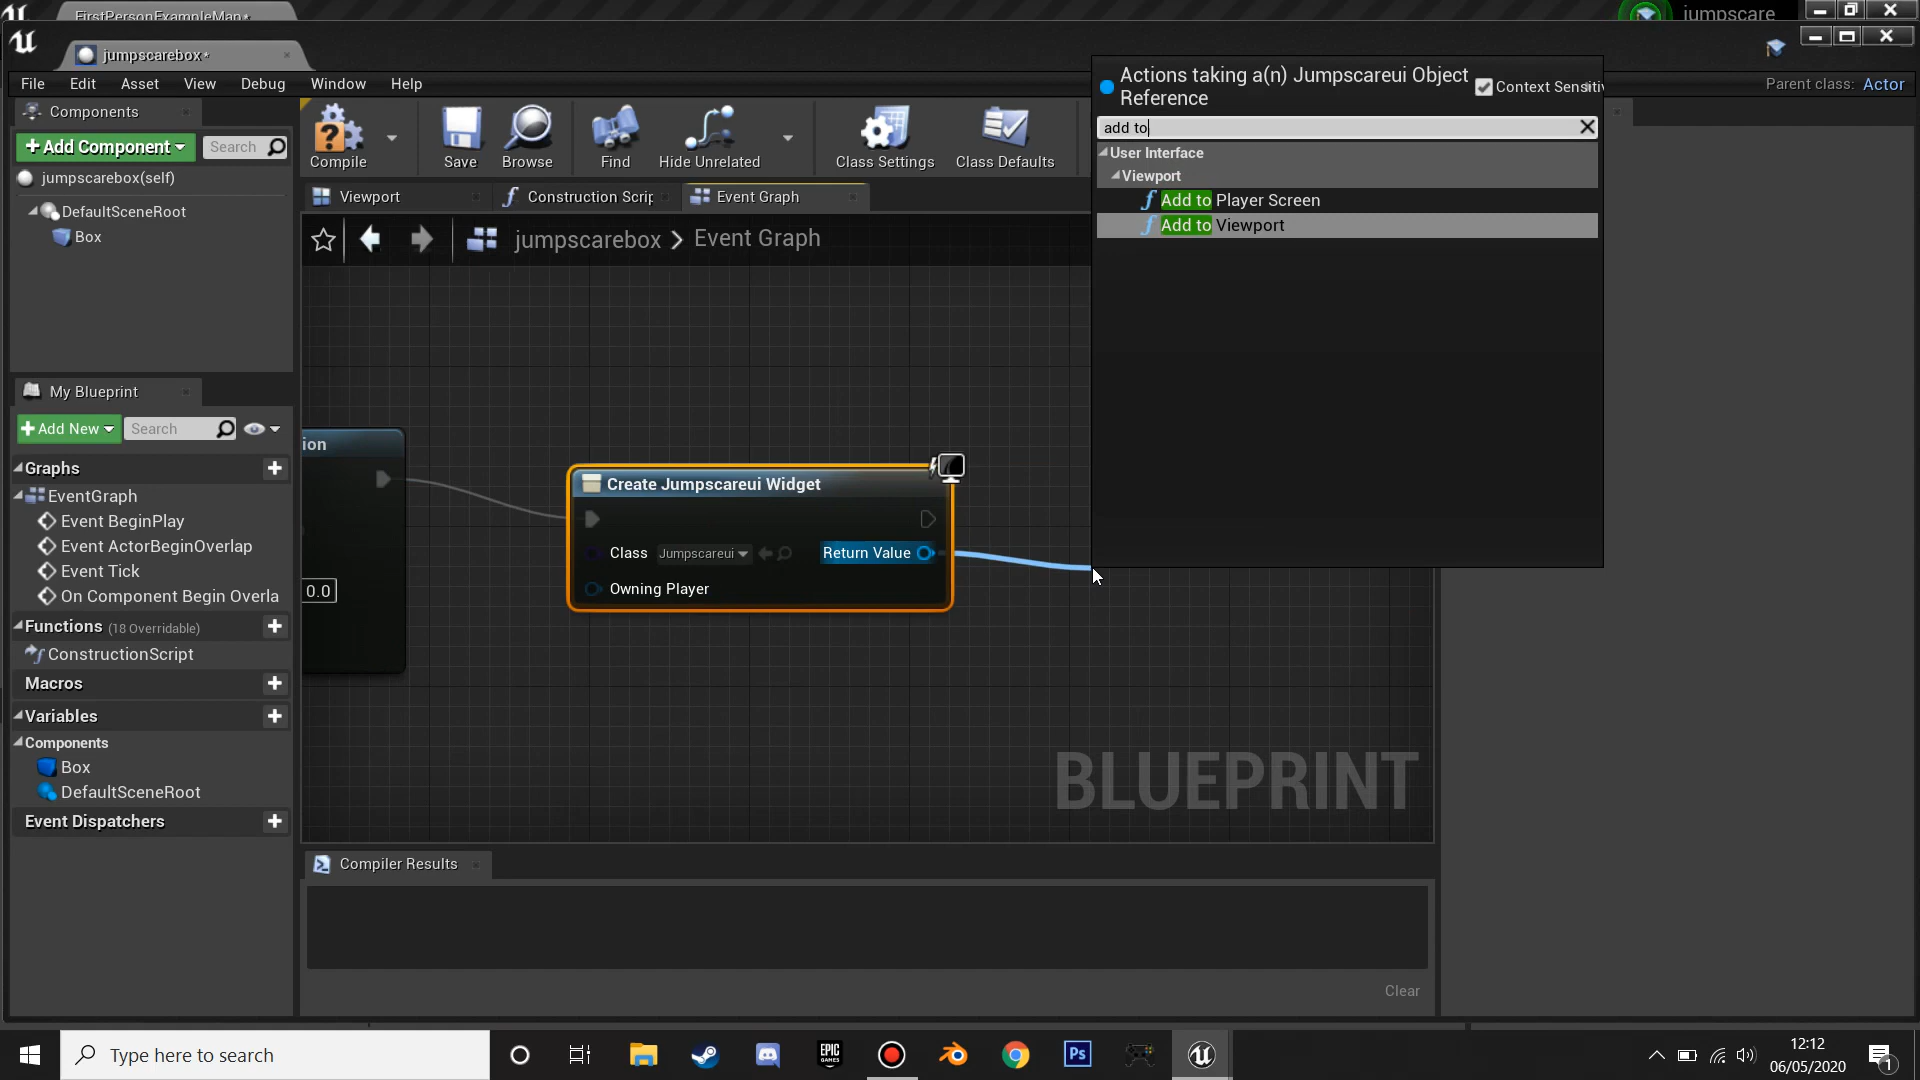 FirstPersonExampleMap*
jumpscare
jumpscarebox*
File Edit Asset View Debug Window Help
Parent class: Actor
Components
+ Add Component
Search
jumpscarebox(self)
DefaultSceneRoot
Box
Compile
Save
Browse
Find
Hide Unrelated
Class Settings
Class Defaults
Viewport
Construction Scrip
Event Graph
jumpscarebox > Event Graph
Actions taking a(n) Jumpscareui Object
Reference
Context Sensitiv
add to
User Interface
Viewport
f Add to Player Screen
f Add to Viewport
My Blueprint
+ Add New
Search
Graphs
EventGraph
Event BeginPlay
Event ActorBeginOverlap
Event Tick
On Component Begin Overla
Functions (18 Overridable)
ConstructionScript
Macros
Variables
Components
Box
DefaultSceneRoot
Event Dispatchers
ion
0.0
Create Jumpscareui Widget
Class Jumpscareui
Return Value
Owning Player
BLUEPRINT
Compiler Results
Clear
Type here to search
EPIC
GAMES
Ps
12:12
06/05/2020
1